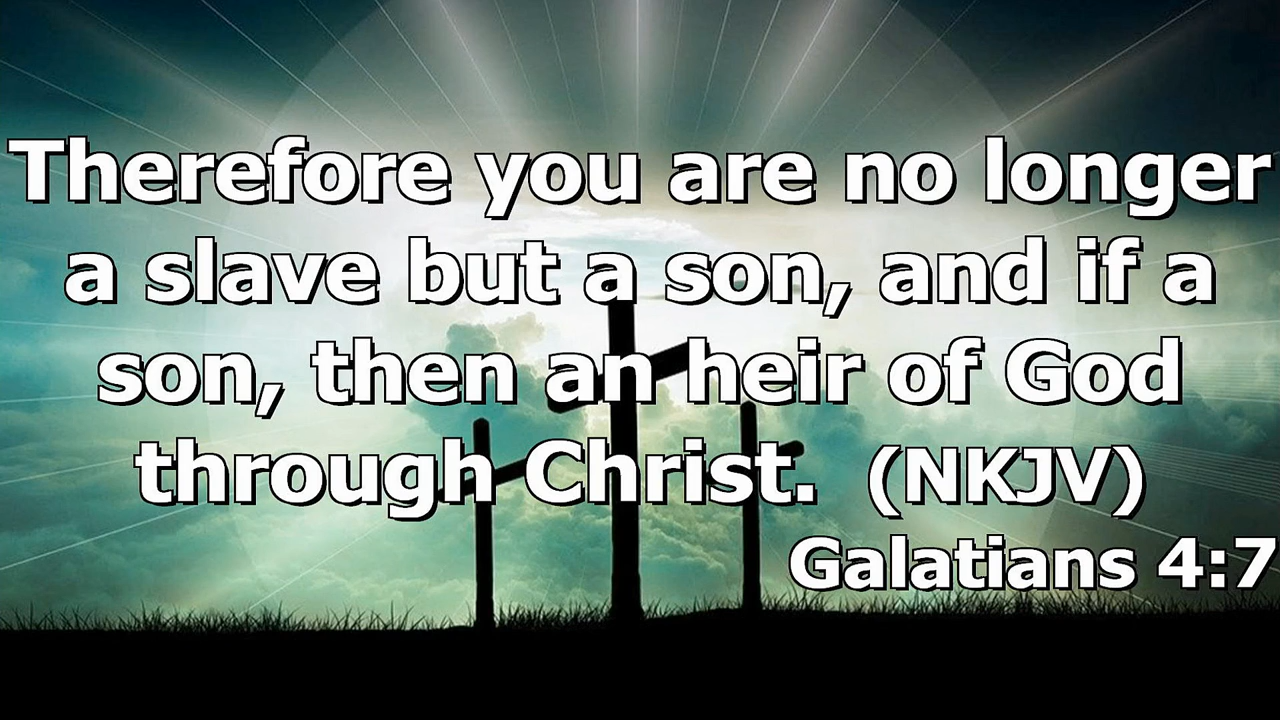 Therefore you are no longer
a slave but a son, and if a
son, then an heir of God
through Christ. (NKJV)
Galatians 4:7